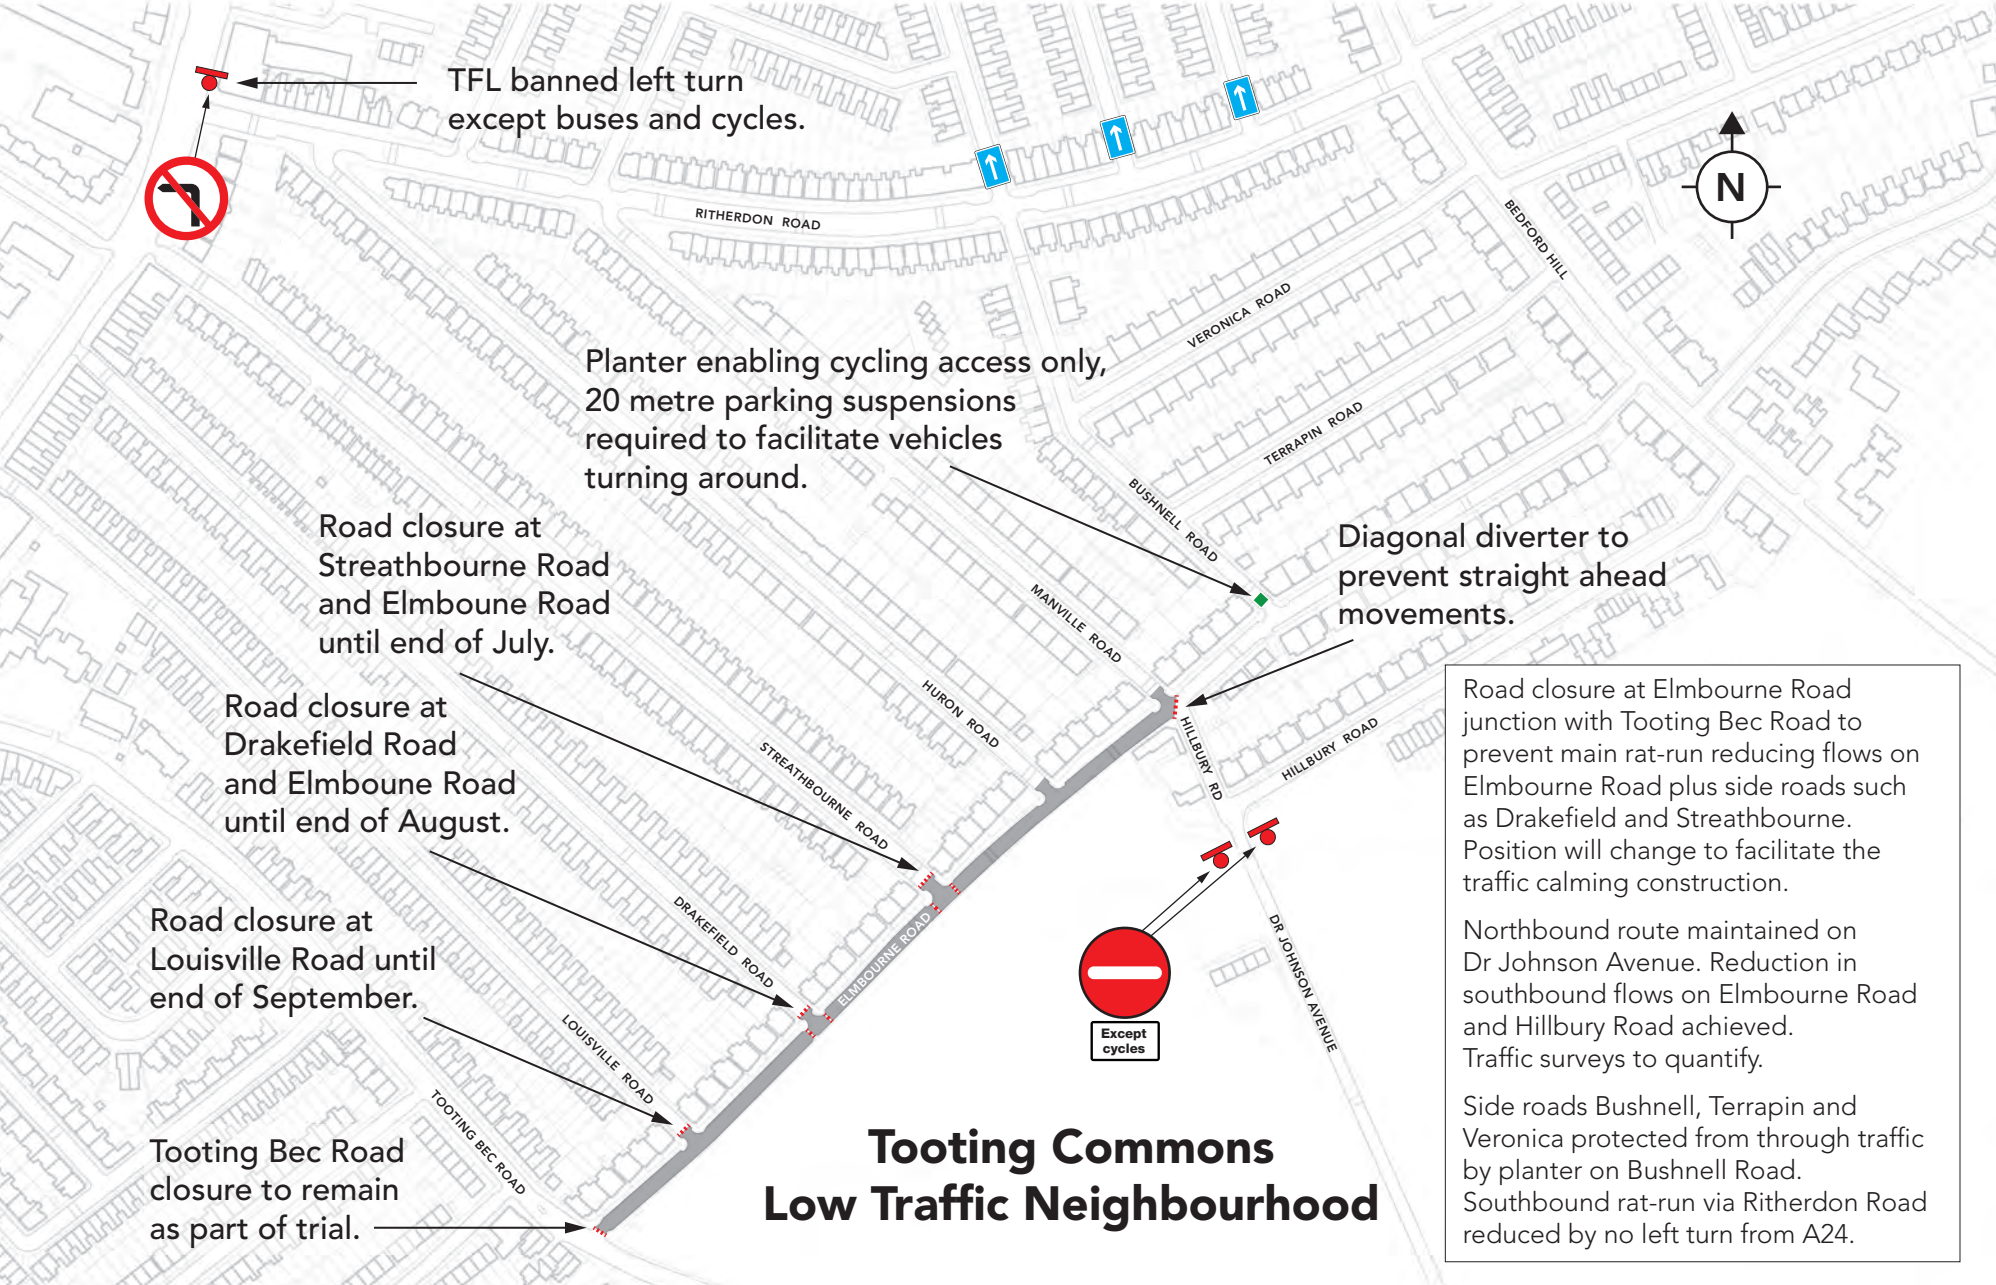 TFL banned left turn
except buses and cycles.
N
RITHERDON ROAD
BEDFORD HILL
VERONICA ROAD
Planter enabling cycling access only,
20 metre parking suspensions
required to facilitate vehicles
turning around.
TERRAPIN ROAD
BUSHNELL ROAD
Road closure at
Streathbourne Road
and Elmboune Road
until end of July.
Diagonal diverter to
prevent straight ahead
movements.
MANVILLE ROAD
HURON ROAD
HILLBURY RD
HILLBURY ROAD
Road closure at
Drakefield Road
and Elmboune Road
until end of August.
STREATHBOURNE ROAD
DRAKEFIELD ROAD
ELMBOURNE ROAD
DR JOHNSON AVENUE
Road closure at
Louisville Road until
end of September.
Except
cycles
LOUISVILLE ROAD
TOOTING BEC ROAD
Tooting Bec Road
closure to remain
as part of trial.
Tooting Commons
Low Traffic Neighbourhood
Road closure at Elmbourne Road
junction with Tooting Bec Road to
prevent main rat-run reducing flows on
Elmbourne Road plus side roads such
as Drakefield and Streathbourne.
Position will change to facilitate the
traffic calming construction.
Northbound route maintained on
Dr Johnson Avenue. Reduction in
southbound flows on Elmbourne Road
and Hillbury Road achieved.
Traffic surveys to quantify.
Side roads Bushnell, Terrapin and
Veronica protected from through traffic
by planter on Bushnell Road.
Southbound rat-run via Ritherdon Road
reduced by no left turn from A24.